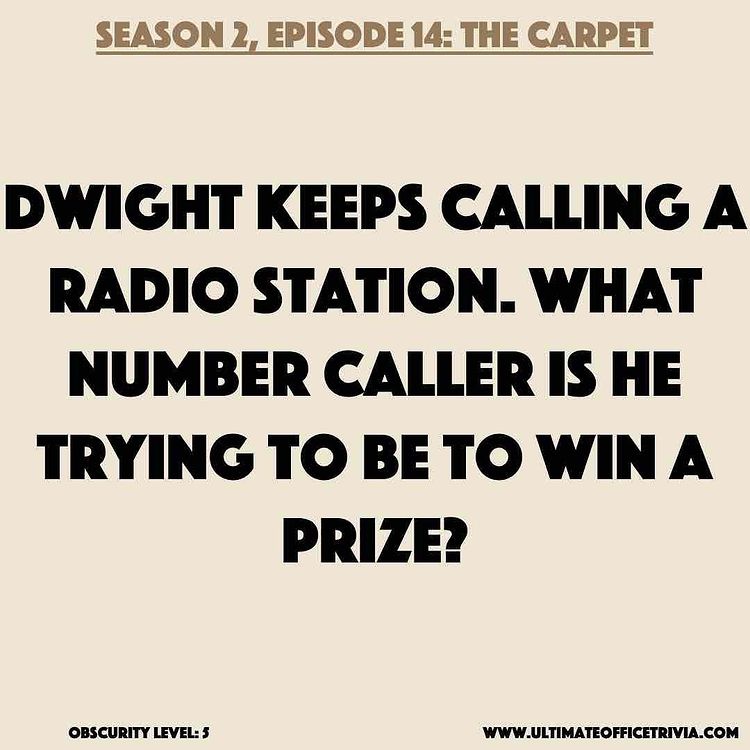 SEASON 2, EPISODE 14: THE CARPET
DWIGHT KEEPS CALLING A
RADIO STATION. WHAT
NUMBER CALLER IS HE
TRYING TO BE TO WIN A
PRIZE?
OBSCURITY LEVEL: 5
WWW.ULTIMATEOFFICETRIVIA.COM